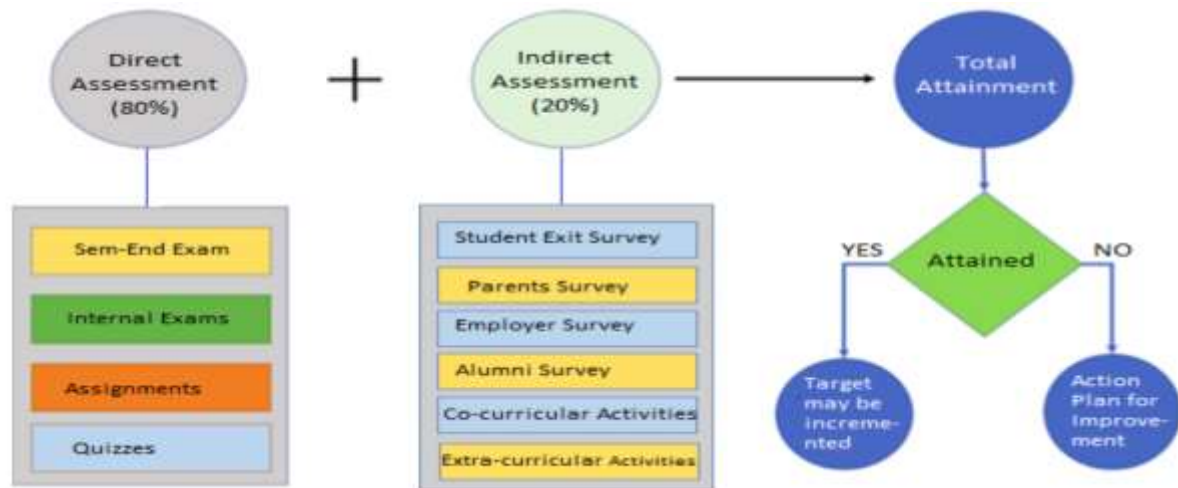 Direct
Assessment
(80%)
+
Indirect
Assessment
(20%)
Total
Attainment
Sem-End Exam
Internal Exams
Assignments
Quizzes
Student Exit Survey
Parents Survey
Employer Survey
Alumni Survey
Co-curricular Activities
Extra-curricular Activities
YES
Attained
NO
Target
may be
increme-
nted
Action
Plan for
Improve-
ment